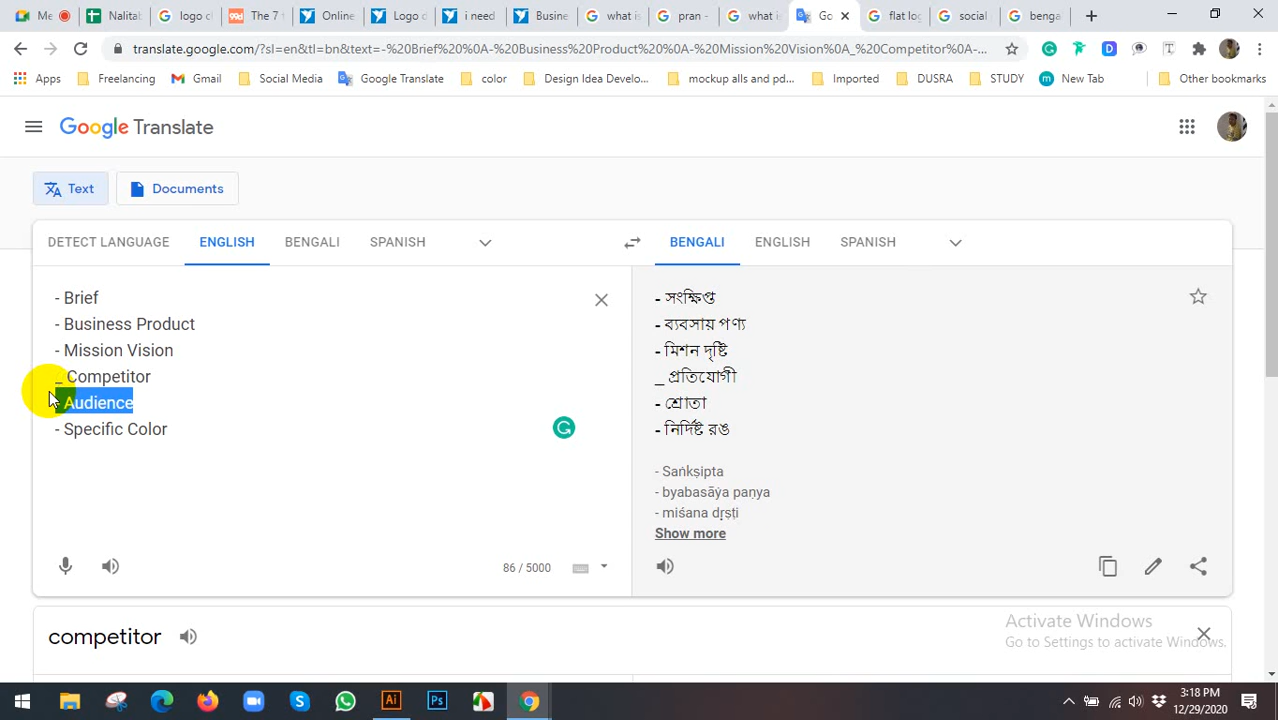 Me
Nalitab
logo cl
99d The 7
Online
Logo d
i need
Busine
what is
pran -
what is
Go
flat log
social
benga
translate.google.com/?sl=en&tl=bn&text=-%20Brief%20%0A-%20Business%20Product%20%0A-%20Mission%20Vision%0A_%20Competitor%0A-...
Apps
Freelancing
Gmail
Social Media
Google Translate
color
Design Idea Develo...
mockup alls and pd...
Imported
DUSRA
STUDY
New Tab
Other bookmarks
Google Translate
Text
Documents
DETECT LANGUAGE
ENGLISH
BENGALI
SPANISH
BENGALI
ENGLISH
SPANISH
- Brief
- Business Product
- Mission Vision
_ Competitor
- Audience
- Specific Color
- সংক্ষিপ্ত
- ব্যবসায় পণ্য
- মিশন দৃষ্টি
_ প্রতিযোগী
- শ্রোতা
- নির্দিষ্ট রঙ
- Saṅkṣipta
- byabasāẏa paṇya
- miśana dr̥ṣṭi
Show more
86 / 5000
competitor
Activate Windows
Go to Settings to activate Windows.
3:18 PM
12/29/2020